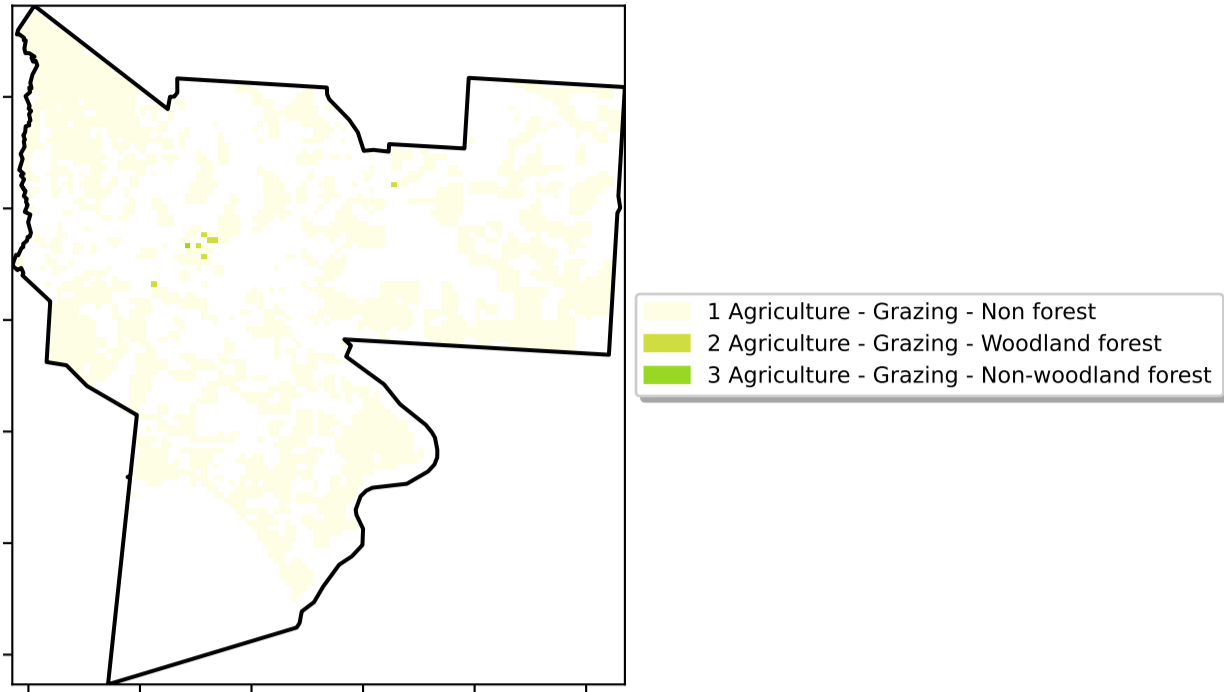 1 Agriculture - Grazing - Non forest
2 Agriculture - Grazing - Woodland forest
3 Agriculture - Grazing - Non-woodland forest